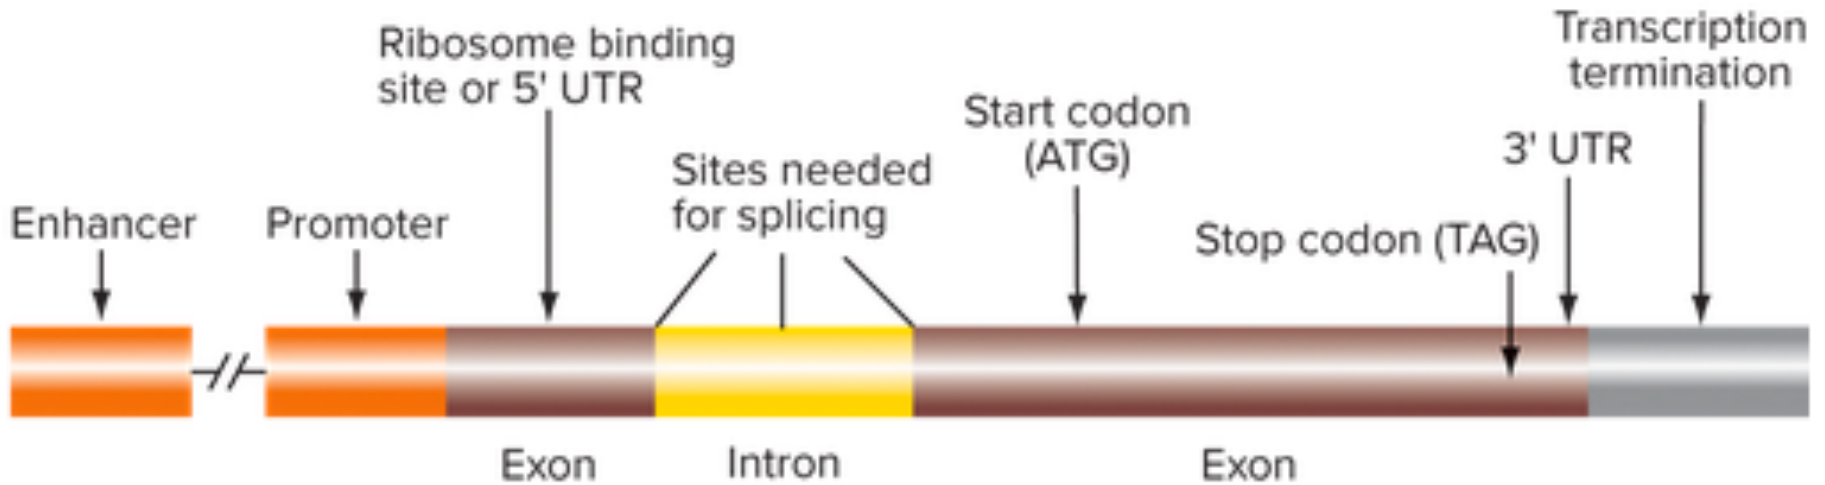 Enhancer
Promoter
Ribosome binding
site or 5' UTR
Sites needed
for splicing
Start codon
(ATG)
Stop codon (TAG)
3' UTR
Transcription
termination
Exon
Intron
Exon